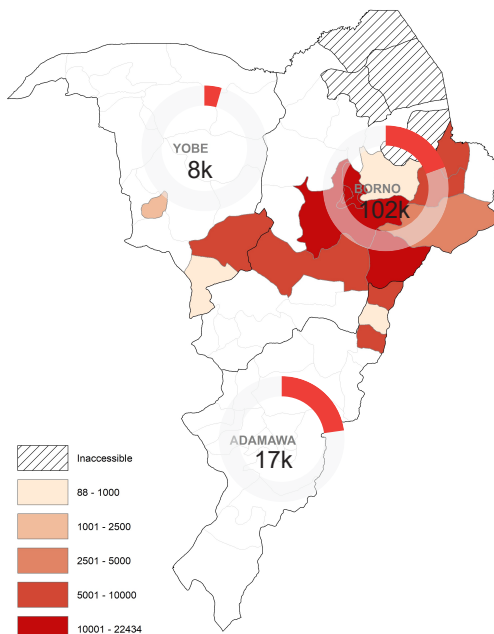 YOBE
8k
BORNO
102k
ADAMAWA
17k
Inaccessible
88 - 1000
1001 - 2500
2501 - 5000
5001 - 10000
10001 - 22434